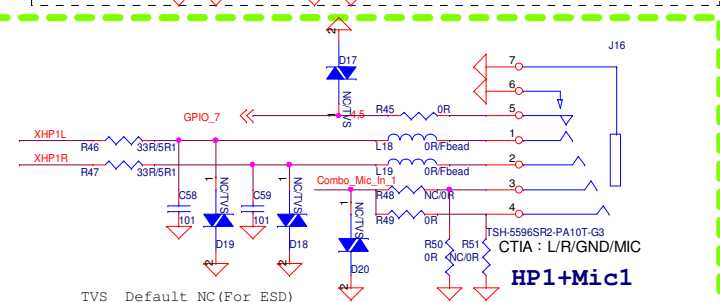 2
J16
D17
7
6
NC/TVS
GPIO_7
1
4,5
R45
0R
5
XHP1L
R46
33R/5R1
L18
0R/Fbead
1
XHP1R
R47
33R/5R1
L19
0R/Fbead
2
Combo_Mic_In_1
R48
NC/0R
3
C58
101
1
NC/TVS
2
D19
C59
101
1
NC/TVS
2
D18
1
NC/TVS
2
D20
R49
0R
4
TSH-5596SR2-PA10T-G3
R50
0R
R51
NC/0R
CTIA：L/R/GND/MIC
HP1+Mic1
TVS Default NC(For ESD)